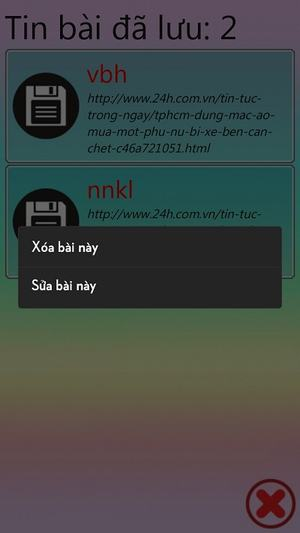 Tin bài đã lưu: 2
vbh
http://www.24h.com.vn/tin-tuc-
trong-ngay/tphcm-dung-mac-ao-
mua-mot-phu-nu-bi-xe-ben-can-
chet-c46a721051.html
nnkl
http://www.24h.com.vn/tin-tuc-
Xóa bài này
Sữa bài này